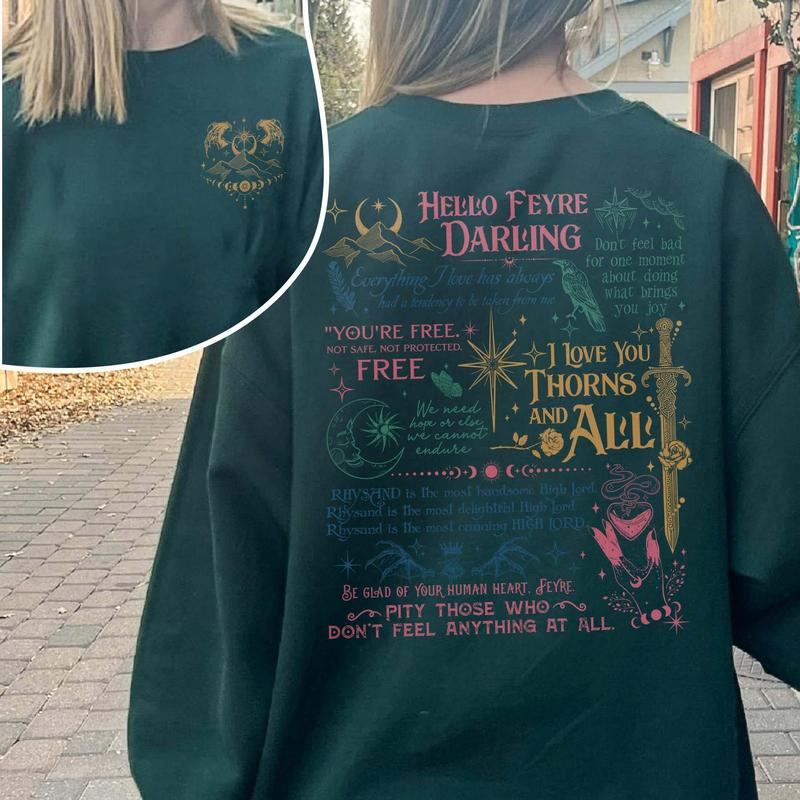 Hello Feyre
Darling
Don't feel bad
for one moment
about doing
what brings
you joy
Everything I love has always
had a tendency to be taken from me
"YOU'RE FREE.
NOT SAFE. NOT PROTECTED.
FREE
I Love You
Thorns
and All
We need
hope or else
we cannot
endure
RHYSAND is the most handsome High lord
Rhysand is the most delightful High lord
Rhysand is the most cunning HIGH LORD
Be glad of your human heart, Feyre.
PITY THOSE WHO
DON'T FEEL ANYTHING AT ALL.